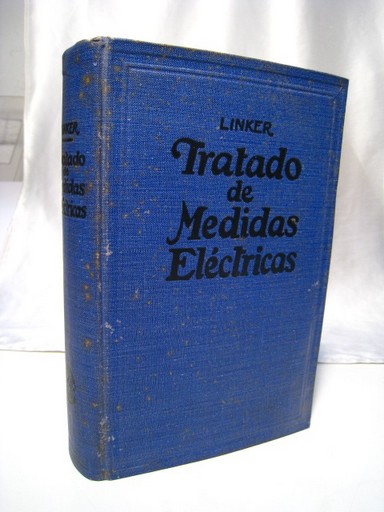 LINKER
Tratado
de
Medidas
Eléctricas
LINKER
Tratado
de
Medidas
Eléctricas